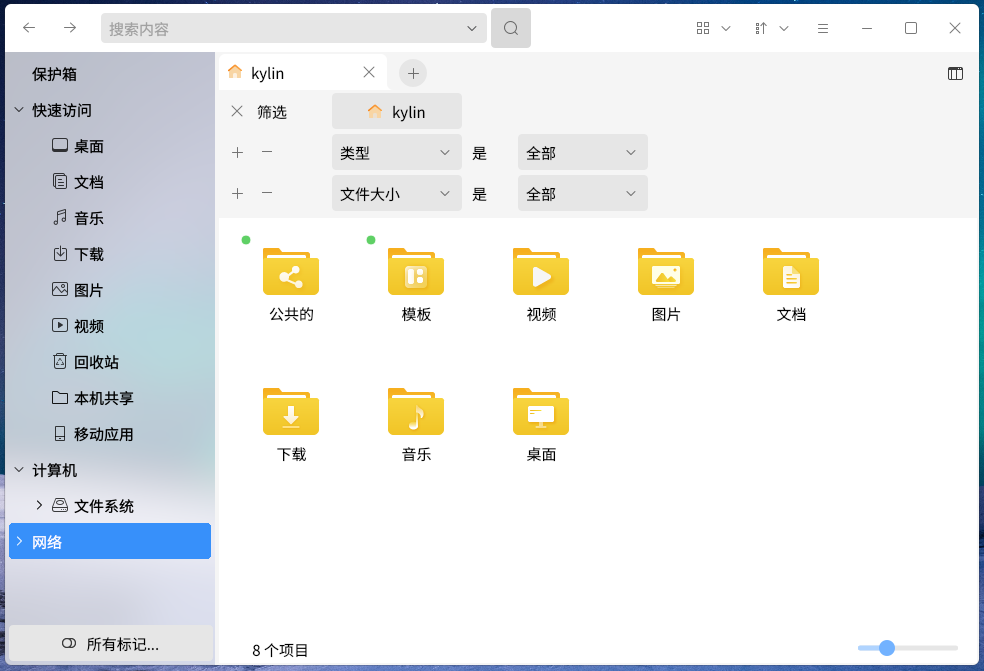 搜索内容
保护箱
快速访问
桌面
文档
音乐
下载
图片
视频
回收站
本机共享
移动应用
计算机
文件系统
网络
所有标记...
kylin
筛选 kylin
类型 是 全部
文件大小 是 全部
公共的 模板 视频 图片 文档
下载 音乐 桌面
8 个项目